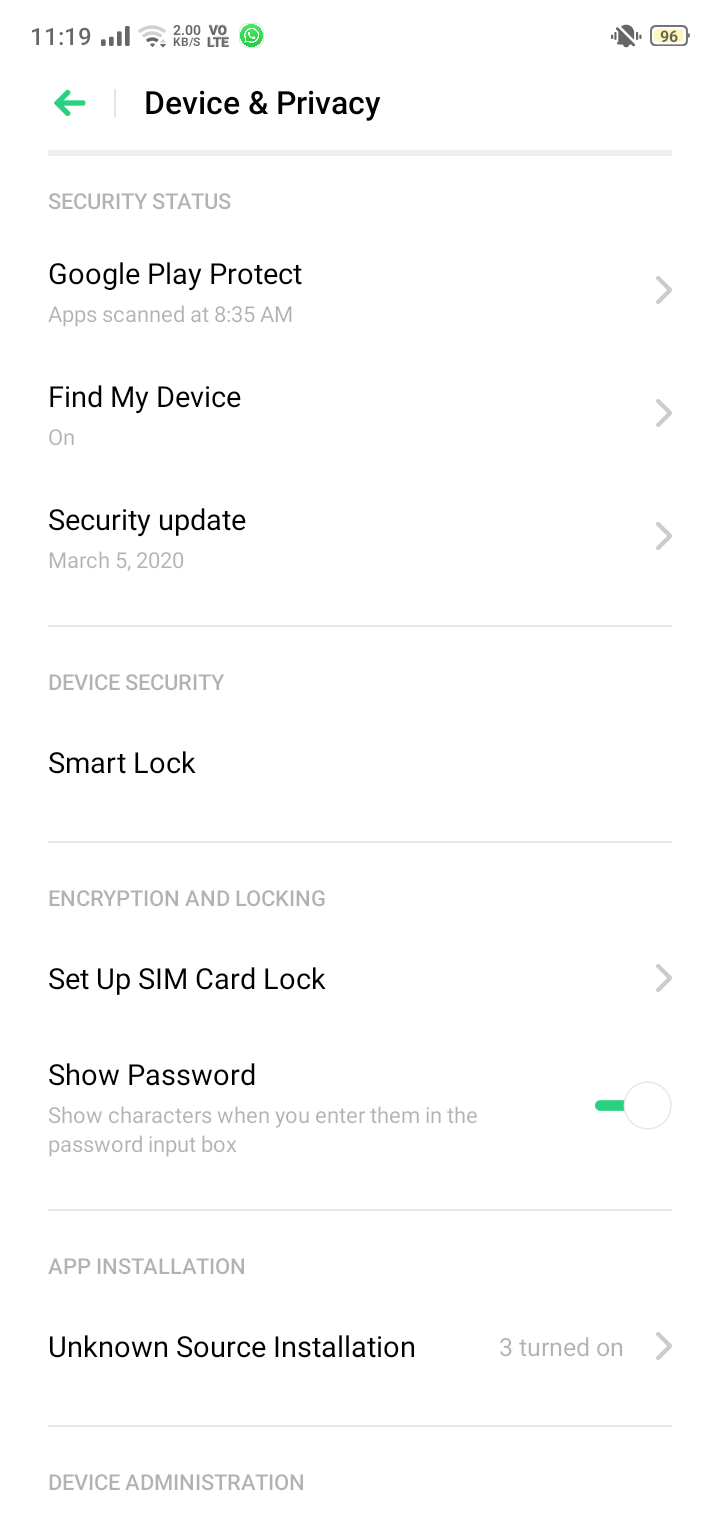 11:19 2.00 KB/S VO LTE 96
Device & Privacy
SECURITY STATUS
Google Play Protect
Apps scanned at 8:35 AM
Find My Device
On
Security update
March 5, 2020
DEVICE SECURITY
Smart Lock
ENCRYPTION AND LOCKING
Set Up SIM Card Lock
Show Password
Show characters when you enter them in the
password input box
APP INSTALLATION
Unknown Source Installation 3 turned on
DEVICE ADMINISTRATION